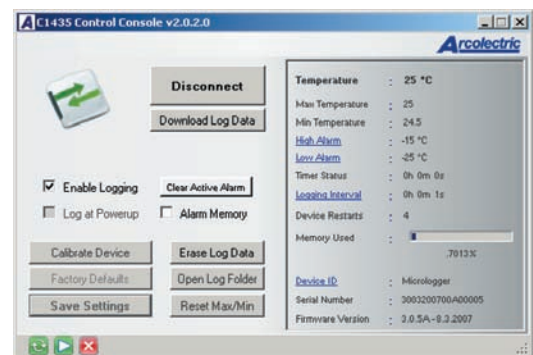 C1435 Control Console v2.0.2.0
Arcolectric
Disconnect
Download Log Data
Enable Logging
Clear Active Alarm
Log at Powerup
Alarm Memory
Calibrate Device
Erase Log Data
Factory Defaults
Open Log Folder
Save Settings
Reset Max/Min
Temperature : 25 °C
Max Temperature : 25
Min Temperature : 24.5
High Alarm : -15 °C
Low Alarm : -25 °C
Timer Status : 0h 0m 0s
Logging Interval : 0h 0m 1s
Device Restarts : 4
Memory Used :
.7013%
Device ID : Micrologger
Serial Number : 3003200700A00005
Firmware Version : 2.0.5A-8.3.2007